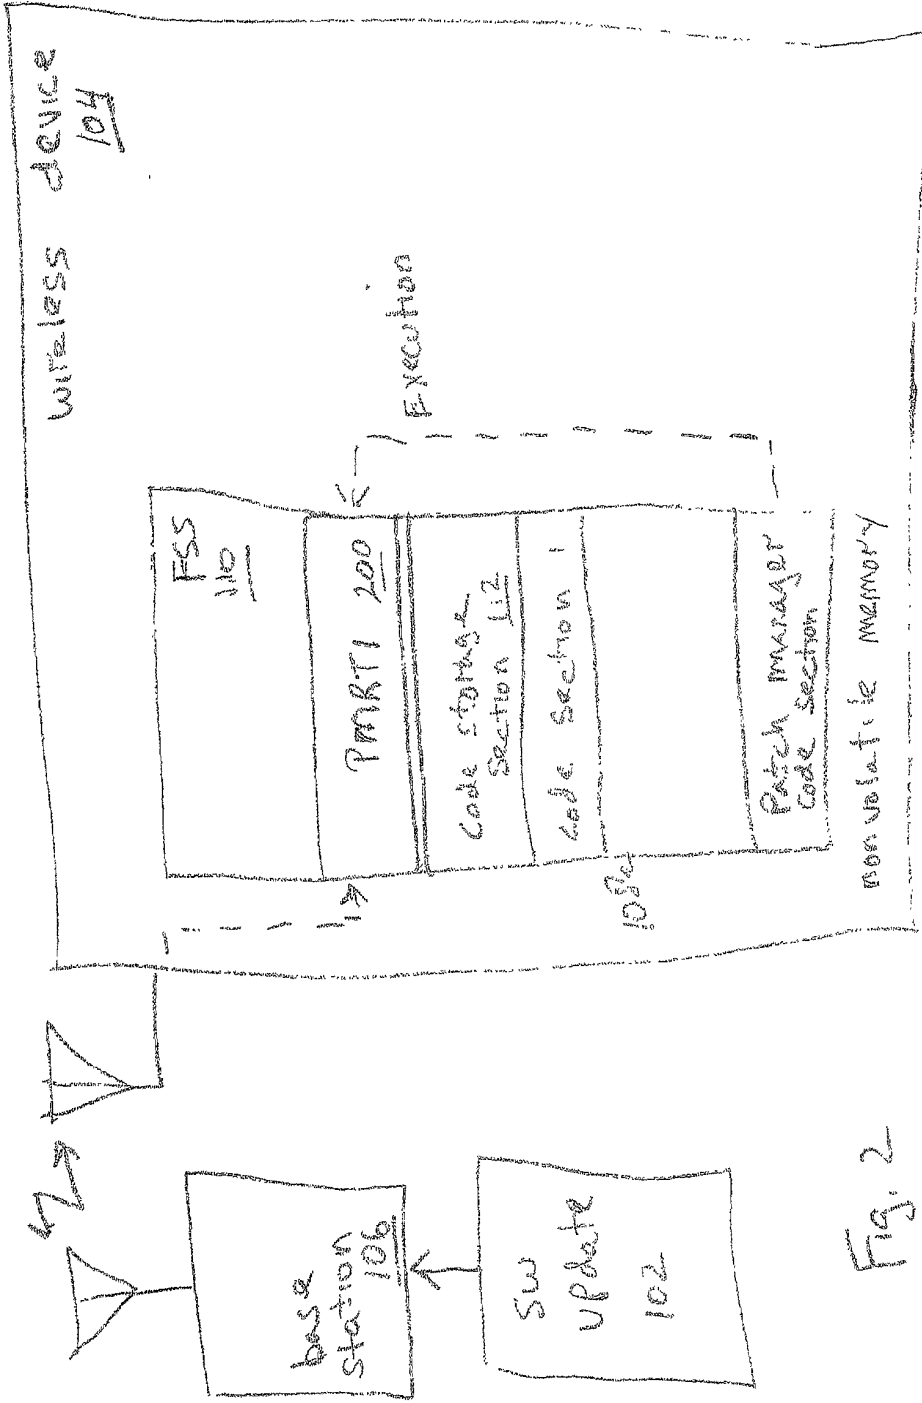 wireless device
104
FSS
110
PMRTI 200
Execution
code storage
section 112
code section 1
Patch manager
code section
nonvolatile memory
base
station
106
SW
update
102
Fig. 2